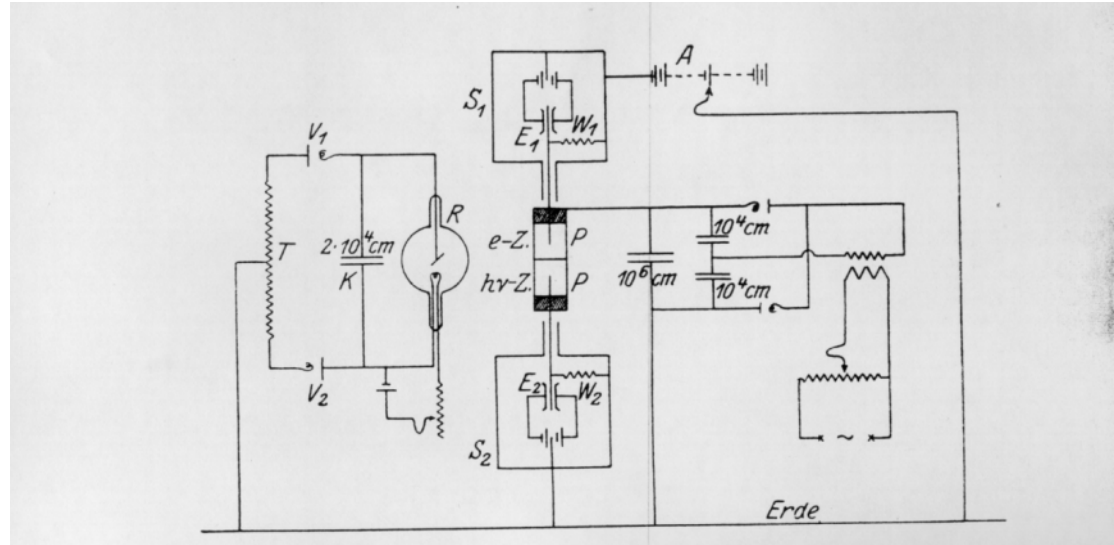 A
S₁
V₁
E₁
W₁
R
T
2·10⁴cm
K
e-Z.
P
10⁴cm
hν-Z.
P
10⁶cm
10⁴cm
V₂
E₂
W₂
S₂
~
Erde